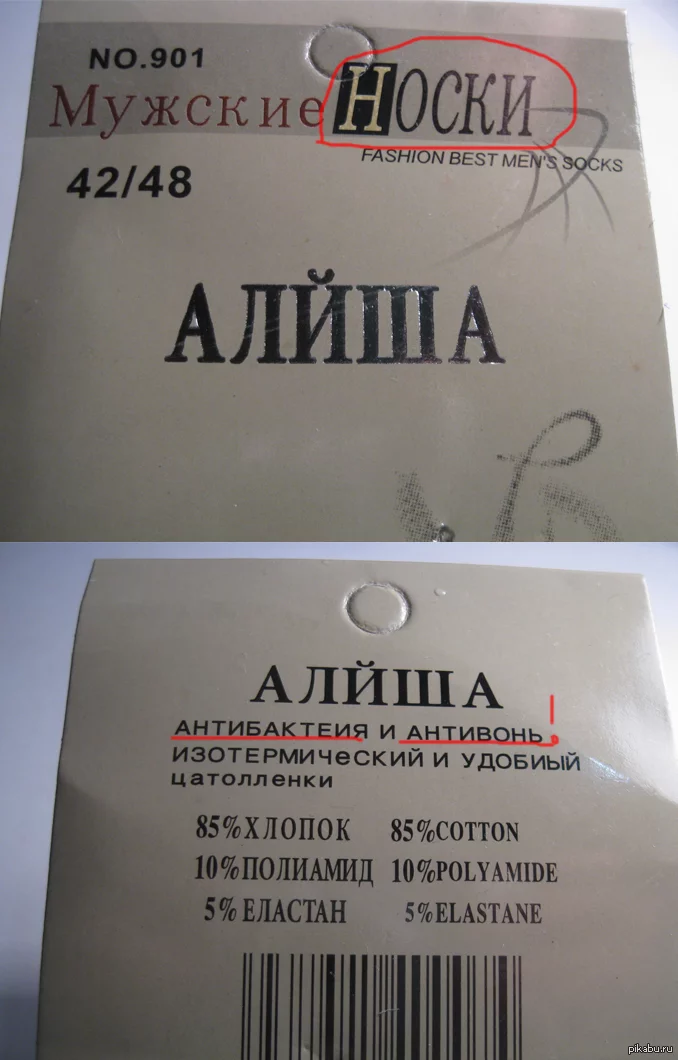 NO.901
Мужские НОСКИ
FASHION BEST MEN'S SOCKS
42/48
АЛЙША
АЛЙША
АНТИБАКТЕИЯ И АНТИВОНЬ!
ИЗОТЕРМИЧеСКИЙ И УДОБИЫЙ
цатолленки
85% ХЛОПОК 85% COTTON
10% ПОЛИАМИД 10% POLYAMIDE
5% ЕЛАСТАН 5% ELASTANE
pikabu.ru